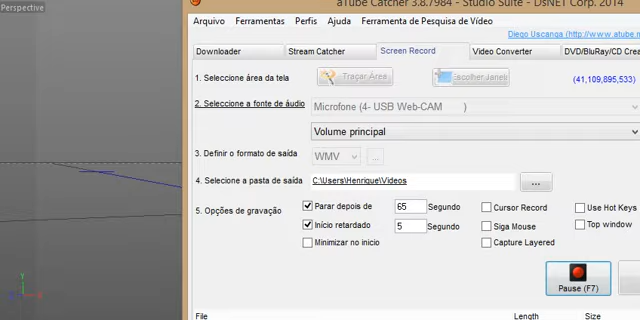 Perspective
aTube Catcher 3.8.7984 - Studio Suite - DsNET Corp. 2014
Arquivo Ferramentas Perfis Ajuda Ferramenta de Pesquisa de Vídeo
Diego Uscanga (http://www.atube.m
Downloader Stream Catcher Screen Record Video Converter DVD/BluRay/CD Crea
1. Seleccione área da tela Traçar Área Escolher Janela (41,109,895,533)
2. Selecione a fonte de áudio Microfone (4- USB Web-CAM )
Volume principal
3. Definir o formato de saída WMV ...
4. Selecione a pasta de saída C:\Users\Henrique\Videos ...
5. Opções de gravação Parar depois de 65 Segundo Cursor Record Use Hot Keys
Início retardado 5 Segundo Siga Mouse Top window
Minimizar no inicio Capture Layered
Pause (F7)
File Length Size
Y